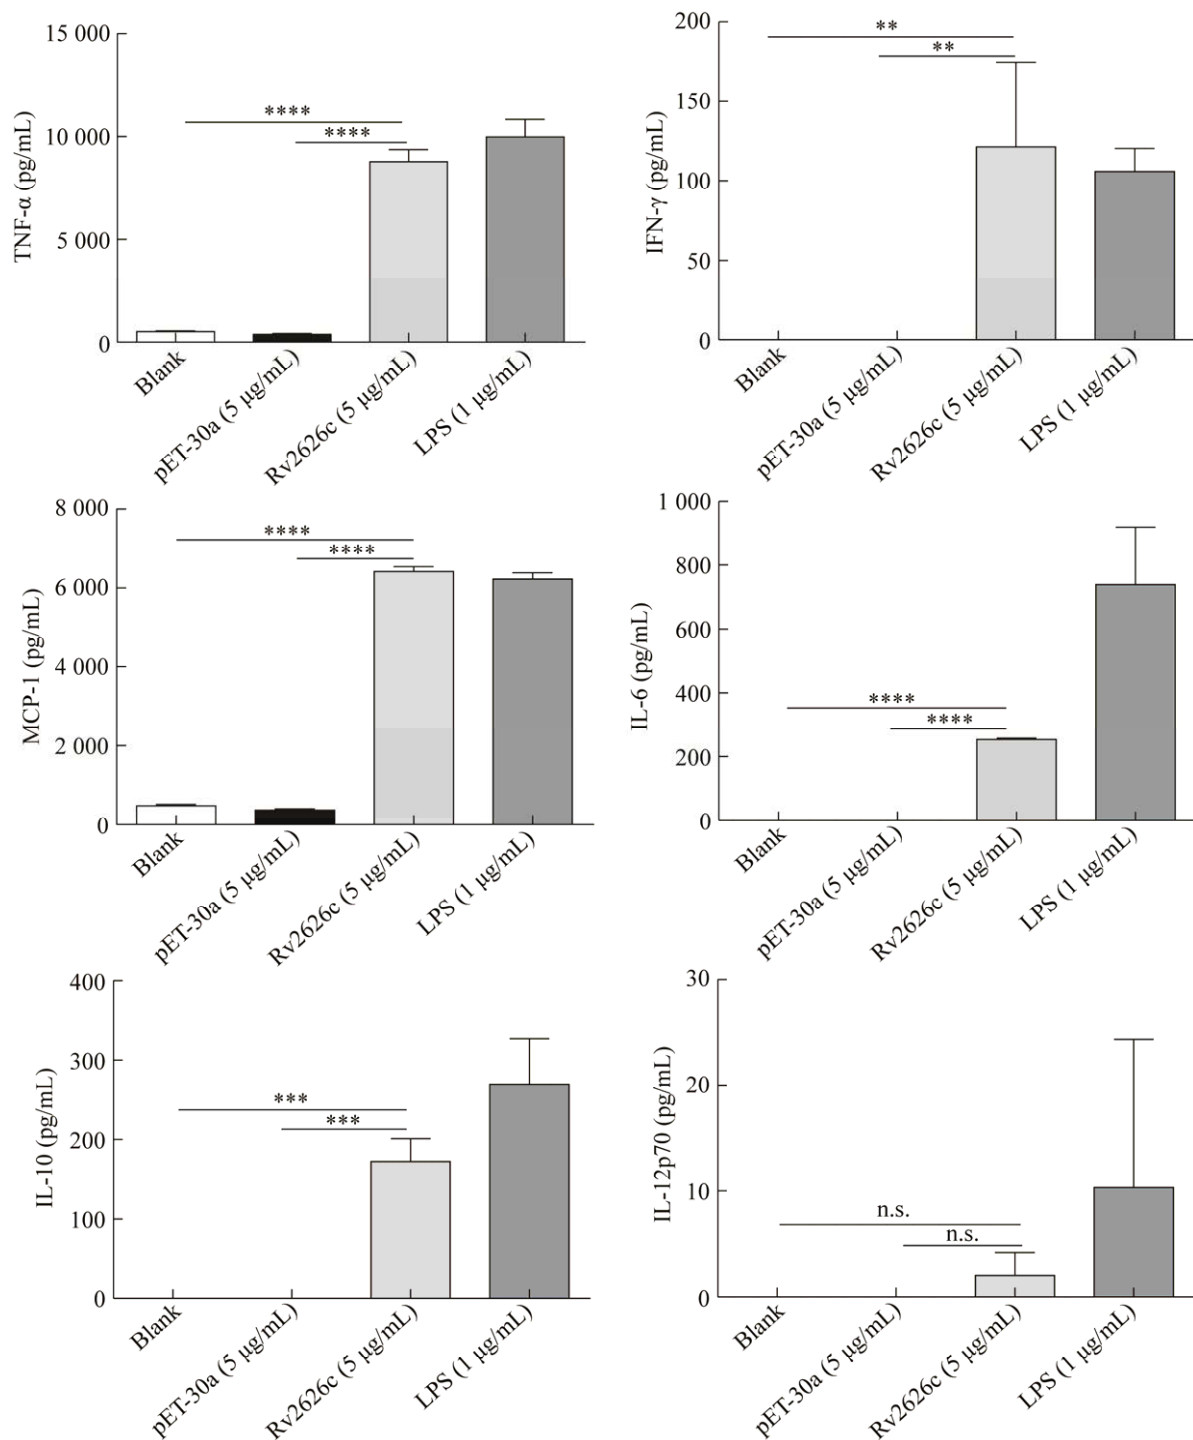 TNF-α (pg/mL)
15 000
10 000
5 000
0
****
****
Blank
pET-30a (5 μg/mL)
Rv2626c (5 μg/mL)
LPS (1 μg/mL)
IFN-γ (pg/mL)
200
150
100
50
0
**
**
Blank
pET-30a (5 μg/mL)
Rv2626c (5 μg/mL)
LPS (1 μg/mL)
MCP-1 (pg/mL)
8 000
6 000
4 000
2 000
0
****
****
Blank
pET-30a (5 μg/mL)
Rv2626c (5 μg/mL)
LPS (1 μg/mL)
IL-6 (pg/mL)
1 000
800
600
400
200
0
****
****
Blank
pET-30a (5 μg/mL)
Rv2626c (5 μg/mL)
LPS (1 μg/mL)
IL-10 (pg/mL)
400
300
200
100
0
***
***
Blank
pET-30a (5 μg/mL)
Rv2626c (5 μg/mL)
LPS (1 μg/mL)
IL-12p70 (pg/mL)
30
20
10
0
n.s.
n.s.
Blank
pET-30a (5 μg/mL)
Rv2626c (5 μg/mL)
LPS (1 μg/mL)